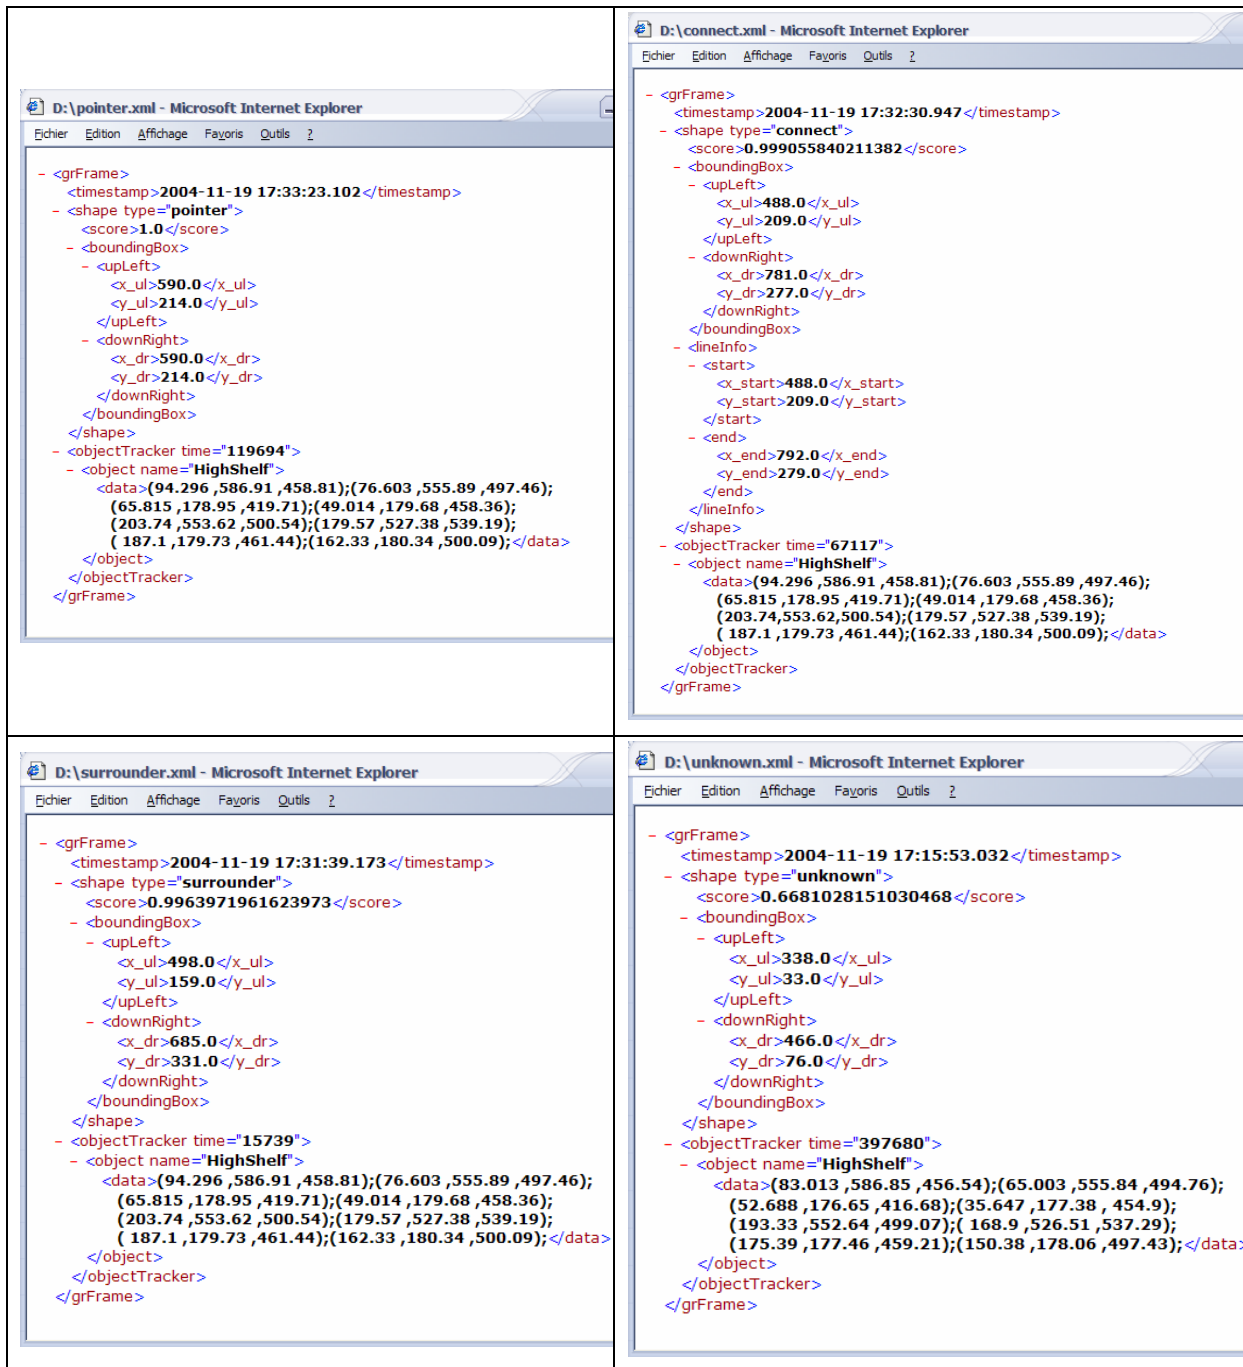 D:\pointer.xml - Microsoft Internet Explorer
Fichier Edition Affichage Favoris Outils ?
- <grFrame>
<timestamp>2004-11-19 17:33:23.102</timestamp>
- <shape type="pointer">
<score>1.0</score>
- <boundingBox>
- <upLeft>
<x_ul>590.0</x_ul>
<y_ul>214.0</y_ul>
</upLeft>
- <downRight>
<x_dr>590.0</x_dr>
<y_dr>214.0</y_dr>
</downRight>
</boundingBox>
</shape>
- <objectTracker time="119694">
- <object name="HighShelf">
<data>(94.296 ,586.91 ,458.81);(76.603 ,555.89 ,497.46);
(65.815 ,178.95 ,419.71);(49.014 ,179.68 ,458.36);
(203.74 ,553.62 ,500.54);(179.57 ,527.38 ,539.19);
( 187.1 ,179.73 ,461.44);(162.33 ,180.34 ,500.09);</data>
</object>
</objectTracker>
</grFrame>
D:\connect.xml - Microsoft Internet Explorer
Fichier Edition Affichage Favoris Outils ?
- <grFrame>
<timestamp>2004-11-19 17:32:30.947</timestamp>
- <shape type="connect">
<score>0.999055840211382</score>
- <boundingBox>
- <upLeft>
<x_ul>488.0</x_ul>
<y_ul>209.0</y_ul>
</upLeft>
- <downRight>
<x_dr>781.0</x_dr>
<y_dr>277.0</y_dr>
</downRight>
</boundingBox>
- <lineInfo>
- <start>
<x_start>488.0</x_start>
<y_start>209.0</y_start>
</start>
- <end>
<x_end>792.0</x_end>
<y_end>279.0</y_end>
</end>
</lineInfo>
</shape>
- <objectTracker time="67117">
- <object name="HighShelf">
<data>(94.296 ,586.91 ,458.81);(76.603 ,555.89 ,497.46);
(65.815 ,178.95 ,419.71);(49.014 ,179.68 ,458.36);
(203.74,553.62,500.54);(179.57 ,527.38 ,539.19);
( 187.1 ,179.73 ,461.44);(162.33 ,180.34 ,500.09);</data>
</object>
</objectTracker>
</grFrame>
D:\surrounder.xml - Microsoft Internet Explorer
Fichier Edition Affichage Favoris Outils ?
- <grFrame>
<timestamp>2004-11-19 17:31:39.173</timestamp>
- <shape type="surrounder">
<score>0.9963971961623973</score>
- <boundingBox>
- <upLeft>
<x_ul>498.0</x_ul>
<y_ul>159.0</y_ul>
</upLeft>
- <downRight>
<x_dr>685.0</x_dr>
<y_dr>331.0</y_dr>
</downRight>
</boundingBox>
</shape>
- <objectTracker time="15739">
- <object name="HighShelf">
<data>(94.296 ,586.91 ,458.81);(76.603 ,555.89 ,497.46);
(65.815 ,178.95 ,419.71);(49.014 ,179.68 ,458.36);
(203.74 ,553.62 ,500.54);(179.57 ,527.38 ,539.19);
( 187.1 ,179.73 ,461.44);(162.33 ,180.34 ,500.09);</data>
</object>
</objectTracker>
</grFrame>
D:\unknown.xml - Microsoft Internet Explorer
Fichier Edition Affichage Favoris Outils ?
- <grFrame>
<timestamp>2004-11-19 17:15:53.032</timestamp>
- <shape type="unknown">
<score>0.6681028151030468</score>
- <boundingBox>
- <upLeft>
<x_ul>338.0</x_ul>
<y_ul>33.0</y_ul>
</upLeft>
- <downRight>
<x_dr>466.0</x_dr>
<y_dr>76.0</y_dr>
</downRight>
</boundingBox>
</shape>
- <objectTracker time="397680">
- <object name="HighShelf">
<data>(83.013 ,586.85 ,456.54);(65.003 ,555.84 ,494.76);
(52.688 ,176.65 ,416.68);(35.647 ,177.38 , 454.9);
(193.33 ,552.64 ,499.07);( 168.9 ,526.51 ,537.29);
(175.39 ,177.46 ,459.21);(150.38 ,178.06 ,497.43);</data>
</object>
</objectTracker>
</grFrame>